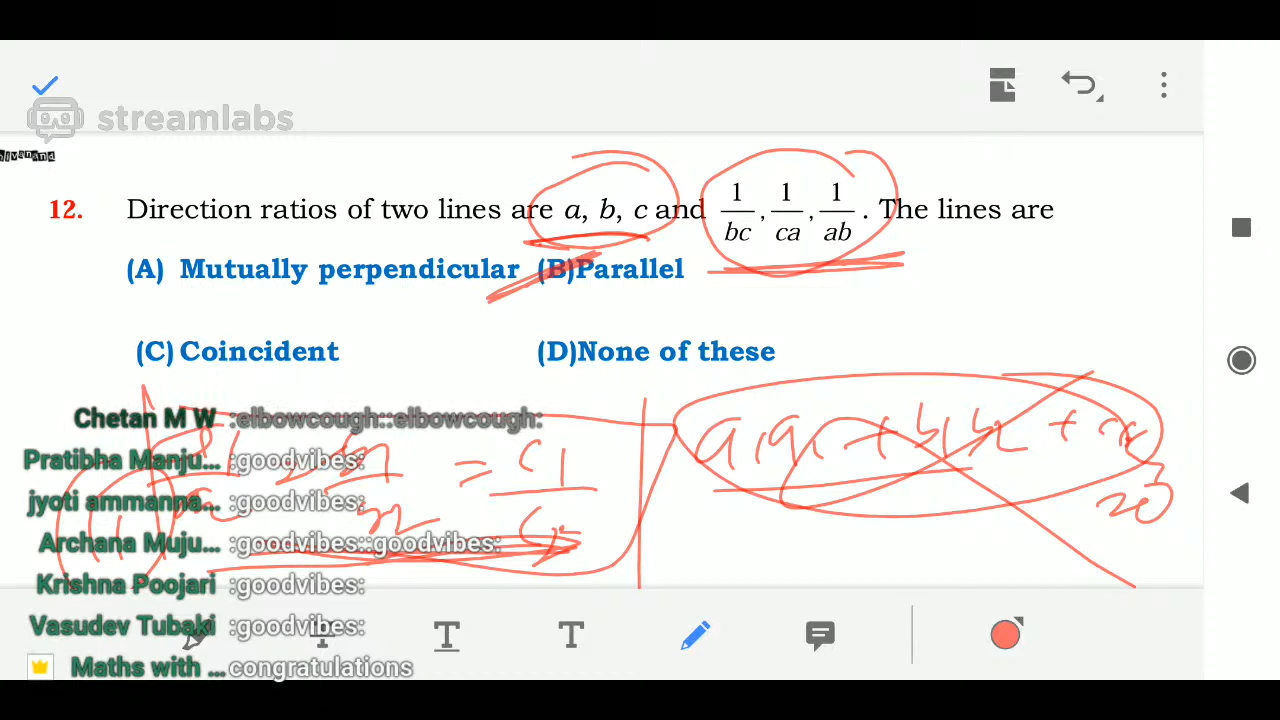 streamlabs
12. Direction ratios of two lines are a, b, c and 1/bc, 1/ca, 1/ab. The lines are
(A) Mutually perpendicular (B)Parallel
(C) Coincident (D)None of these
Chetan M W :elbowcough::elbowcough:
Pratibha Manju... :goodvibes:
jyoti ammanna... :goodvibes:
Archana Muju... :goodvibes::goodvibes:
Krishna Poojari :goodvibes:
Vasudev Tubaki :goodvibes:
Maths with ... congratulations
T T T